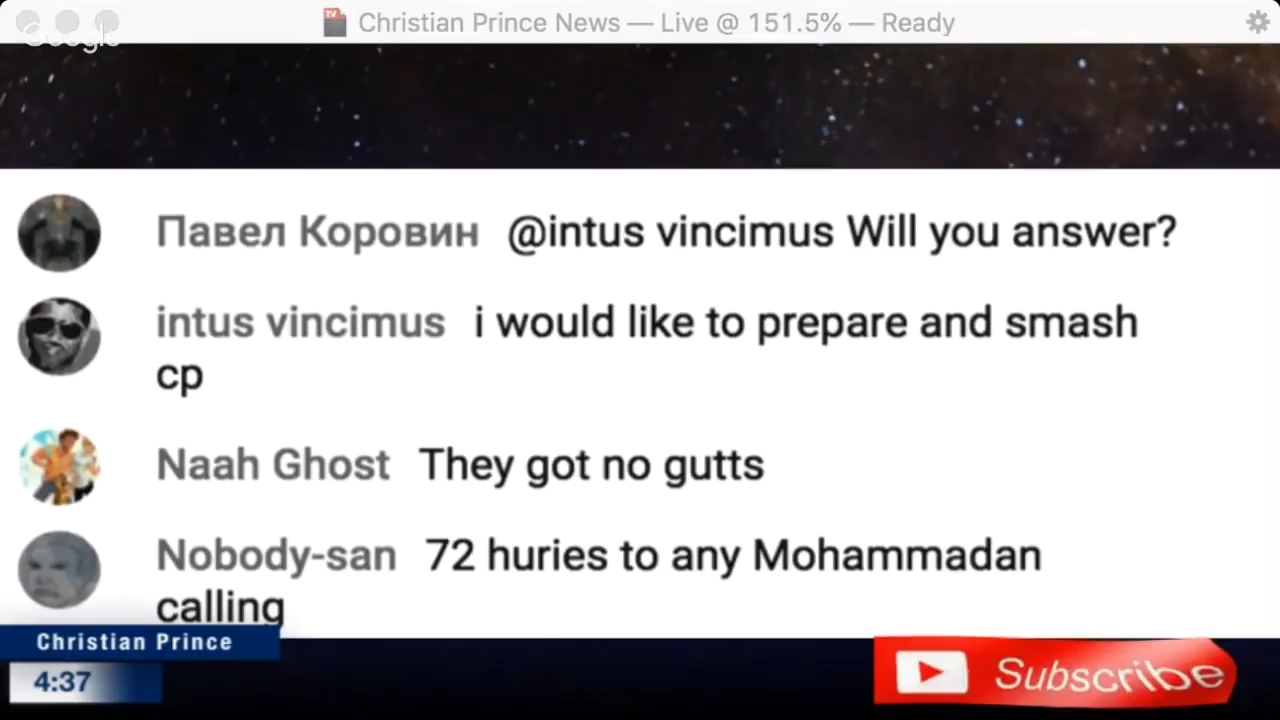 Christian Prince News — Live @ 151.5% — Ready
Google
Павел Коровин @intus vincimus Will you answer?
intus vincimus i would like to prepare and smash
cp
Naah Ghost They got no gutts
Nobody-san 72 huries to any Mohammadan
calling
Christian Prince
4:37
Subscribe